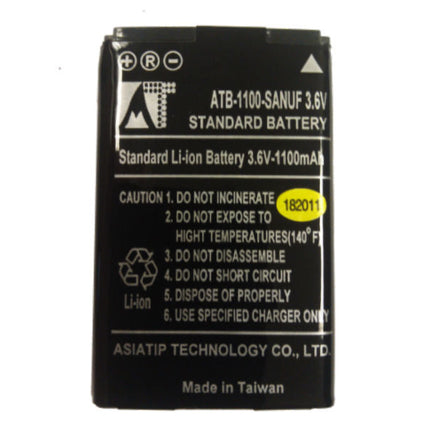 + R −
ATB-1100-SANUF 3.6V
AT
STANDARD BATTERY
Standard Li-ion Battery 3.6V-1100mAh
CAUTION 1. DO NOT INCINERATE
182011
2. DO NOT EXPOSE TO
HIGHT TEMPERATURES(140°F)
3. DO NOT DISASSEMBLE
4. DO NOT SHORT CIRCUIT
Li-ion
5. DISPOSE OF PROPERLY
6. USE SPECIFED CHARGER ONLY
ASIATIP TECHNOLOGY CO., LTD.
Made in Taiwan